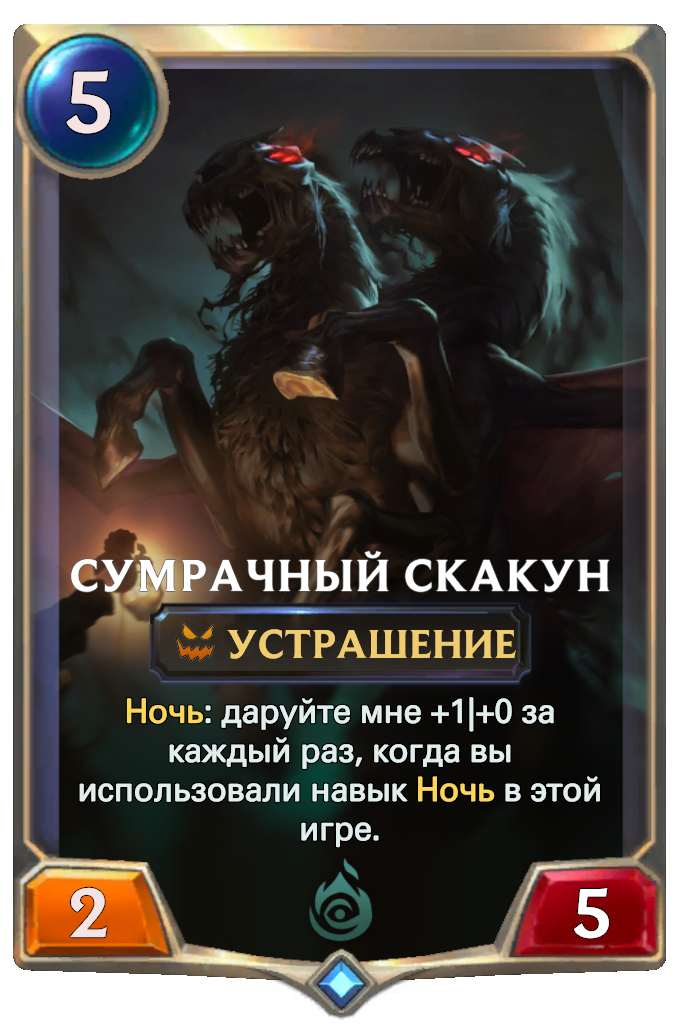 5
СУМРАЧНЫЙ СКАКУН
УСТРАШЕНИЕ
Ночь: даруйте мне +1|+0 за
каждый раз, когда вы
использовали навык Ночь в этой
игре.
2
5